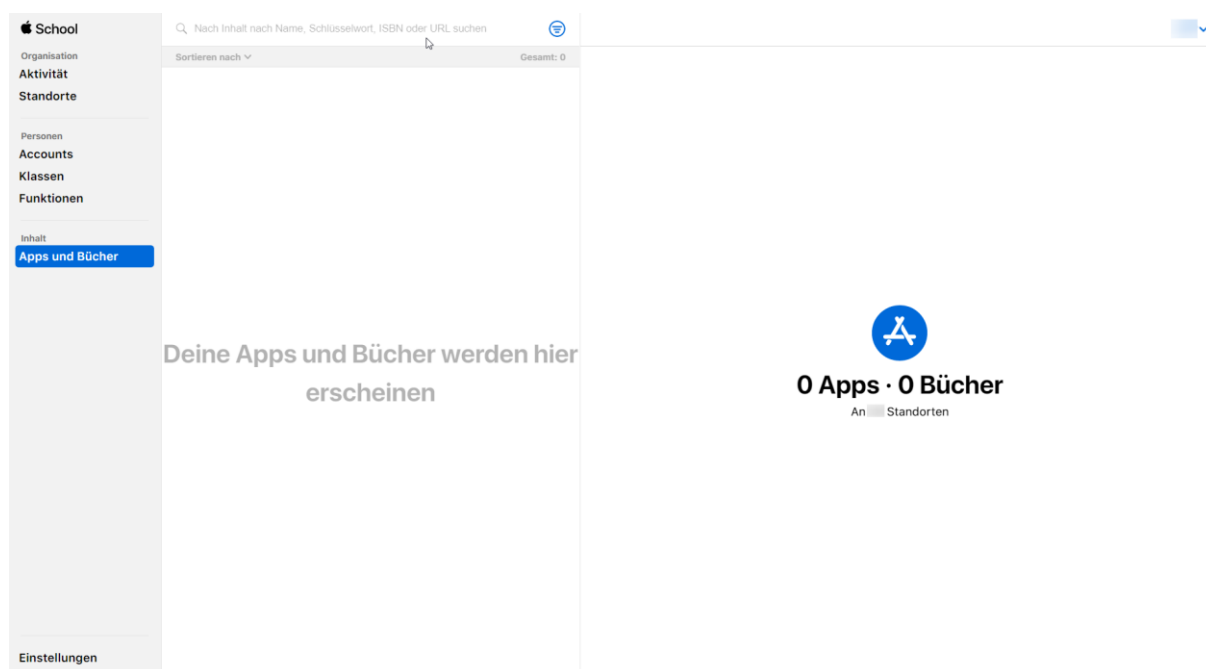 School
Organisation
Aktivität
Standorte
Personen
Accounts
Klassen
Funktionen
Inhalt
Apps und Bücher
Einstellungen
Nach Inhalt nach Name, Schlüsselwort, ISBN oder URL suchen
Sortieren nach
Gesamt: 0
Deine Apps und Bücher werden hier
erscheinen
0 Apps · 0 Bücher
An Standorten